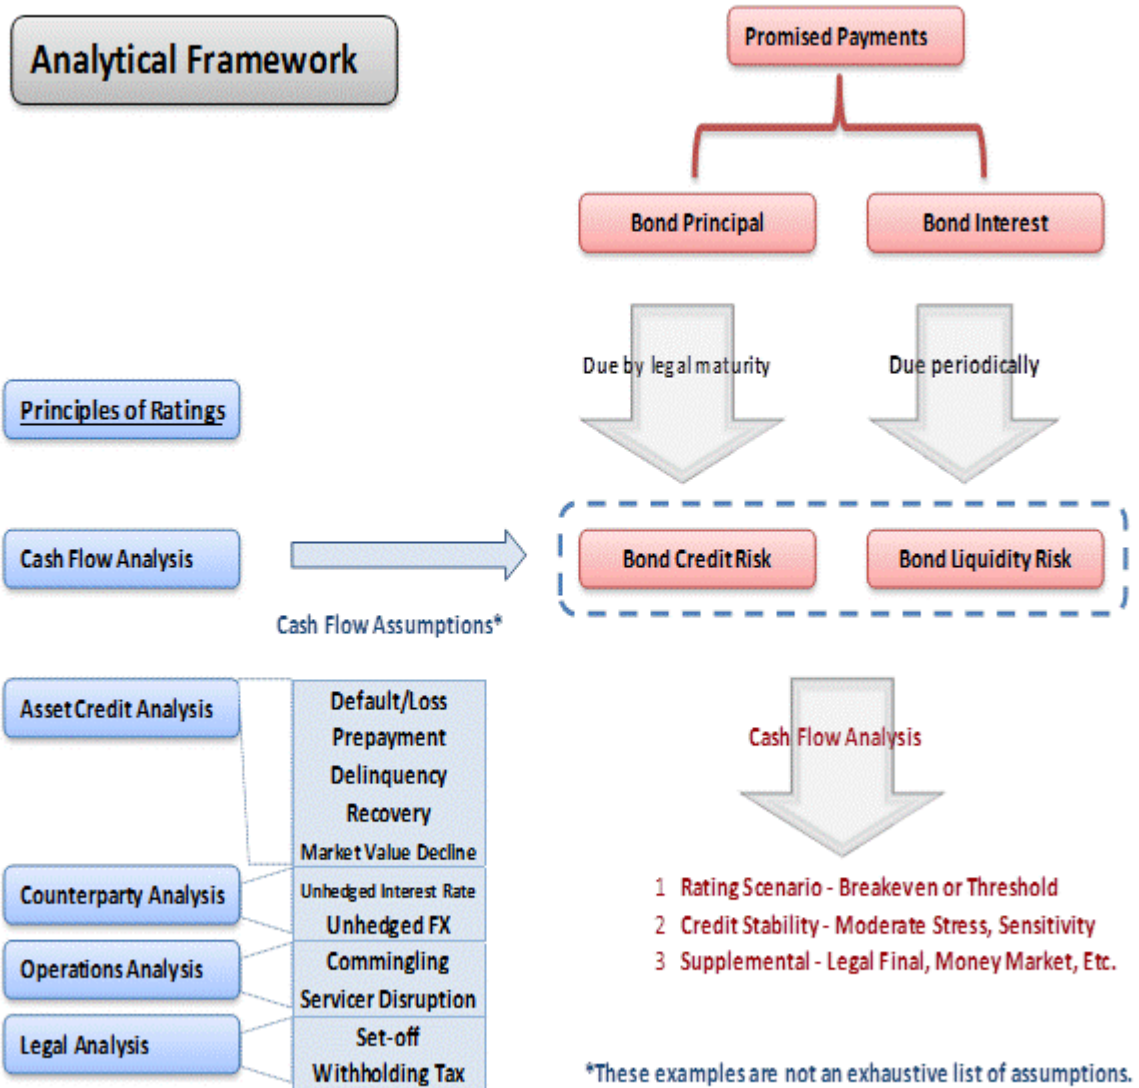 Analytical Framework
Promised Payments
Bond Principal
Bond Interest
Due by legal maturity
Due periodically
Principles of Ratings
Cash Flow Analysis
Bond Credit Risk
Bond Liquidity Risk
Cash Flow Assumptions*
Asset Credit Analysis
Default/Loss
Prepayment
Delinquency
Recovery
Market Value Decline
Cash Flow Analysis
Counterparty Analysis
Unhedged Interest Rate
Unhedged FX
Operations Analysis
Commingling
Servicer Disruption
Legal Analysis
Set-off
Withholding Tax
1 Rating Scenario - Breakeven or Threshold
2 Credit Stability - Moderate Stress, Sensitivity
3 Supplemental - Legal Final, Money Market, Etc.
*These examples are not an exhaustive list of assumptions.